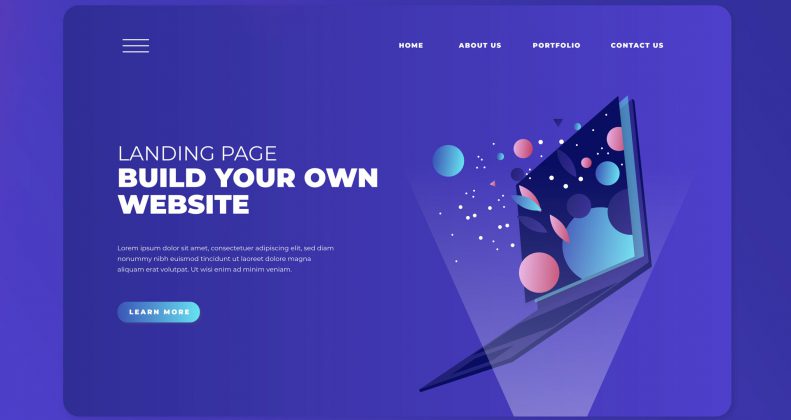 HOME ABOUT US PORTFOLIO CONTACT US
LANDING PAGE
BUILD YOUR OWN
WEBSITE
Lorem ipsum dolor sit amet, consectetuer adipiscing elit, sed diam
nonummy nibh euismod tincidunt ut laoreet dolore magna
aliquam erat volutpat. Ut wisi enim ad minim veniam.
LEARN MORE